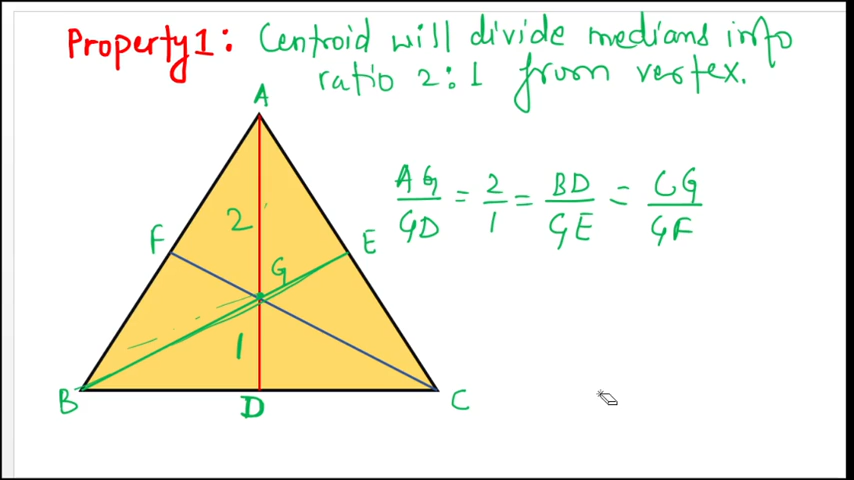 Property1: Centroid will divide medians into
ratio 2:1 from vertex.
A
AG/GD = 2/1 = BD/GE = CG/GF
F
2
E
G
1
B
D
C